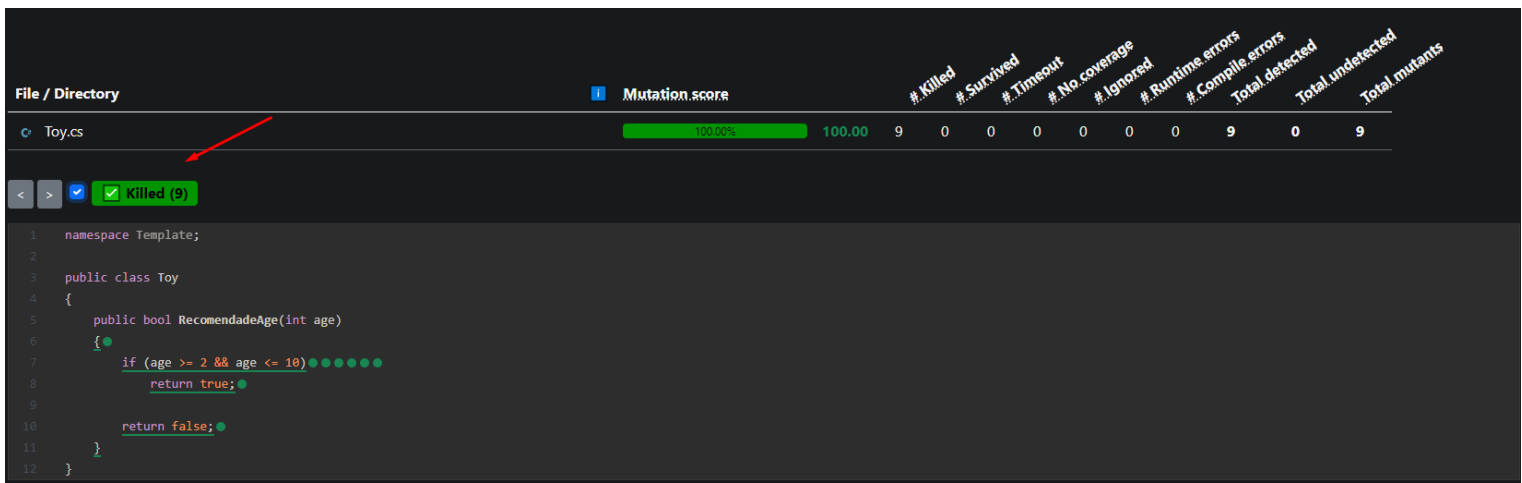 File / Directory
i
Mutation score
# Killed
# Survived
# Timeout
# No coverage
# Ignored
# Runtime errors
# Compile errors
Total detected
Total undetected
Total mutants
C# Toy.cs 100.00% 100.00 9 0 0 0 0 0 0 9 0 9
< > Killed (9)
1 namespace Template;
2
3 public class Toy
4 {
5 public bool RecomendadeAge(int age)
6 {
7 if (age >= 2 && age <= 10)
8 return true;
9
10 return false;
11 }
12 }